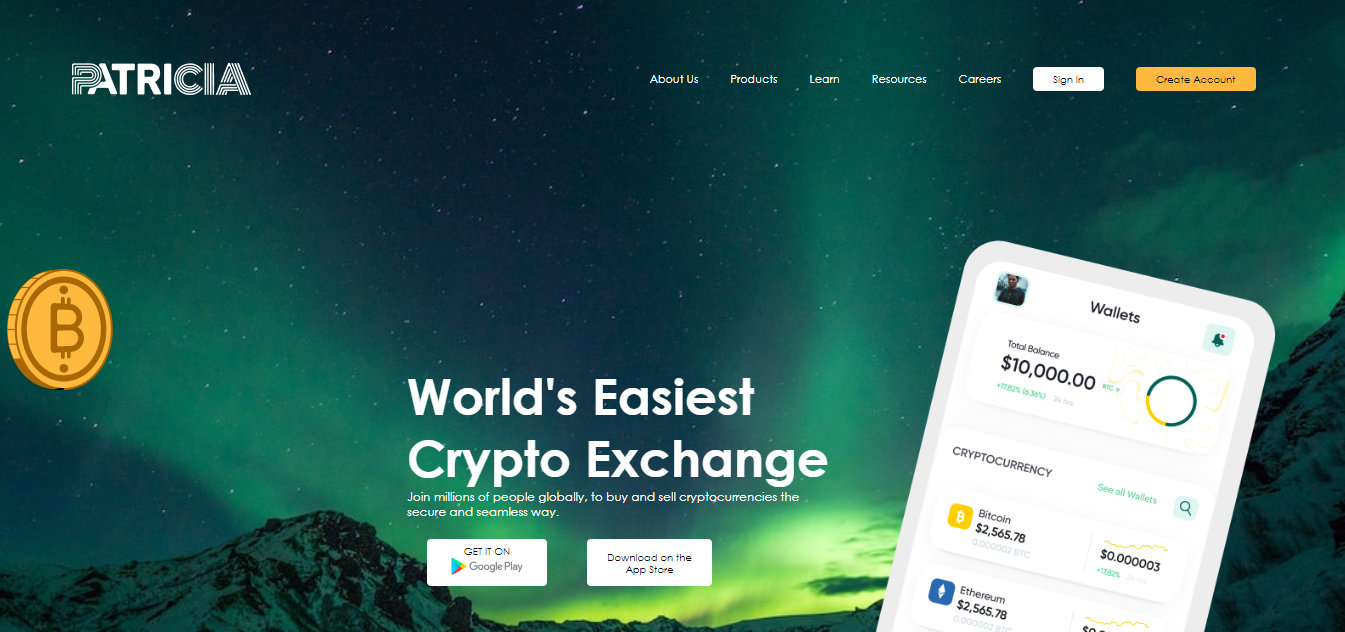 PATRICIA
About Us
Products
Learn
Resources
Careers
Sign In
Create Account
World's Easiest
Crypto Exchange
Join millions of people globally, to buy and sell cryptocurrencies the
secure and seamless way.
GET IT ON
Google Play
Download on the
App Store
Wallets
Total Balance
$10,000.00
BTC
+17.82% (6.36%) 24 hrs
CRYPTOCURRENCY
See all Wallets
Bitcoin
$2,565.78
0.000002 BTC
$0.000003
+17.82% 24 hrs
Ethereum
$2,565.78
0.000002 BTC